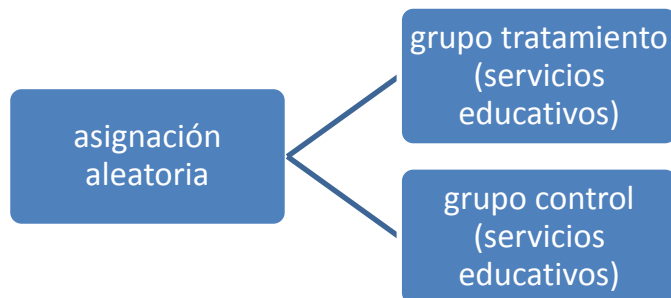 grupo tratamiento
(servicios
educativos)
asignación
aleatoria
grupo control
(servicios
educativos)